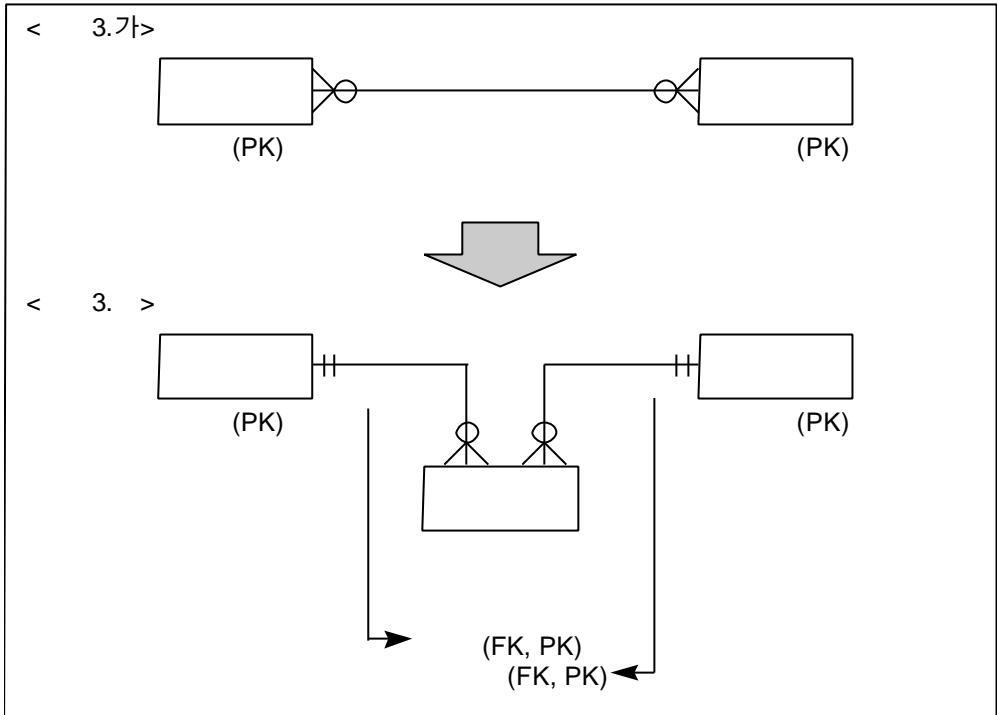 < 3.가>
(PK) (PK)
< 3. >
(PK) (PK)
(FK, PK)
(FK, PK)